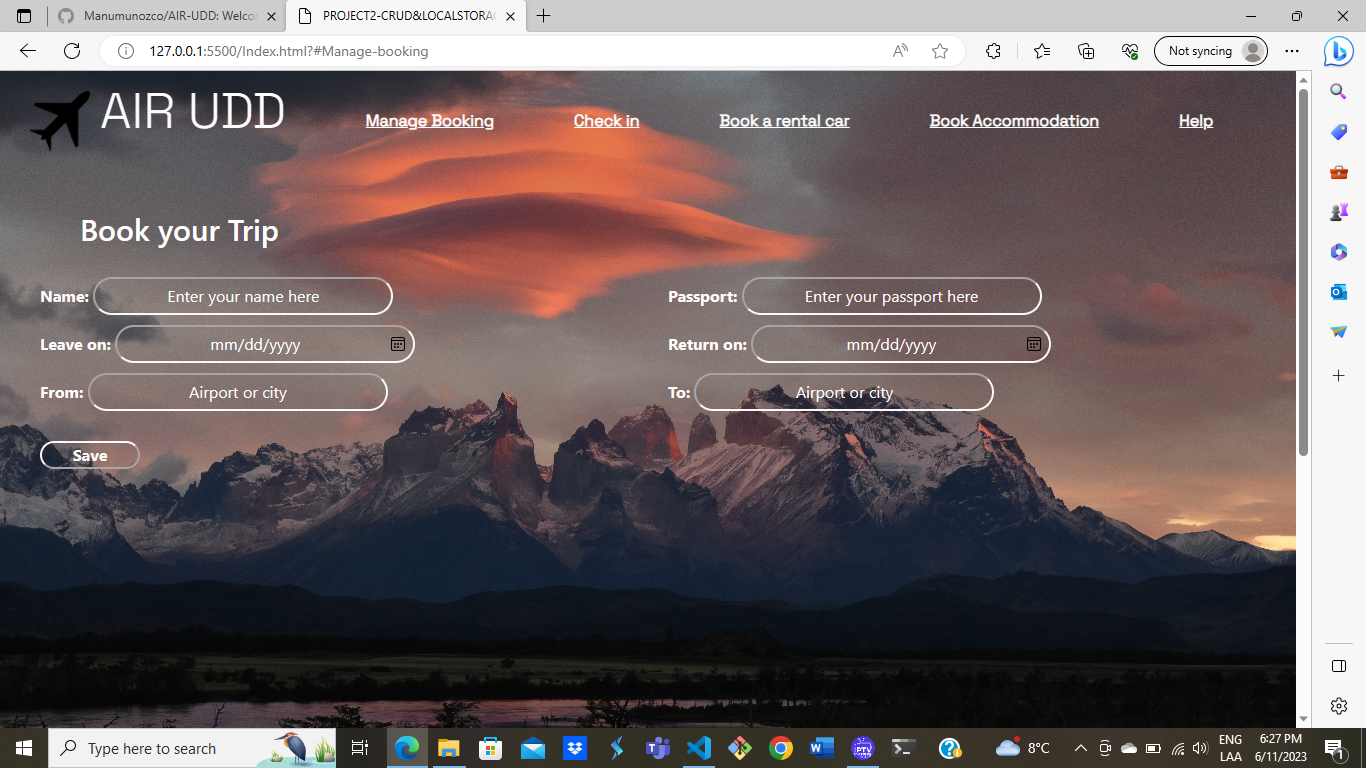 Manumunozco/AIR-UDD: Welcor
PROJECT2-CRUD&LOCALSTORAG
127.0.0.1:5500/Index.html?#Manage-booking
Not syncing
AIR UDD
Manage Booking
Check in
Book a rental car
Book Accommodation
Help
Book your Trip
Name: Enter your name here
Passport: Enter your passport here
Leave on: mm/dd/yyyy
Return on: mm/dd/yyyy
From: Airport or city
To: Airport or city
Save
Type here to search
8°C
ENG
LAA
6:27 PM
6/11/2023
1